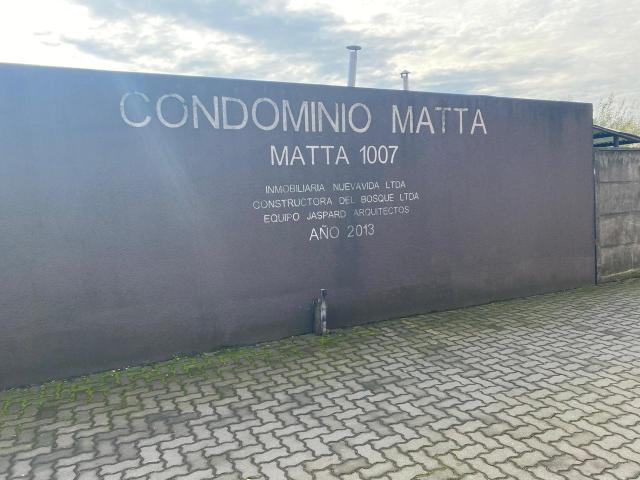 CONDOMINIO MATTA
MATTA 1007
INMOBILIARIA NUEVAVIDA LTDA
CONSTRUCTORA DEL BOSQUE LTDA
EQUIPO JASPARD ARQUITECTOS
AÑO 2013